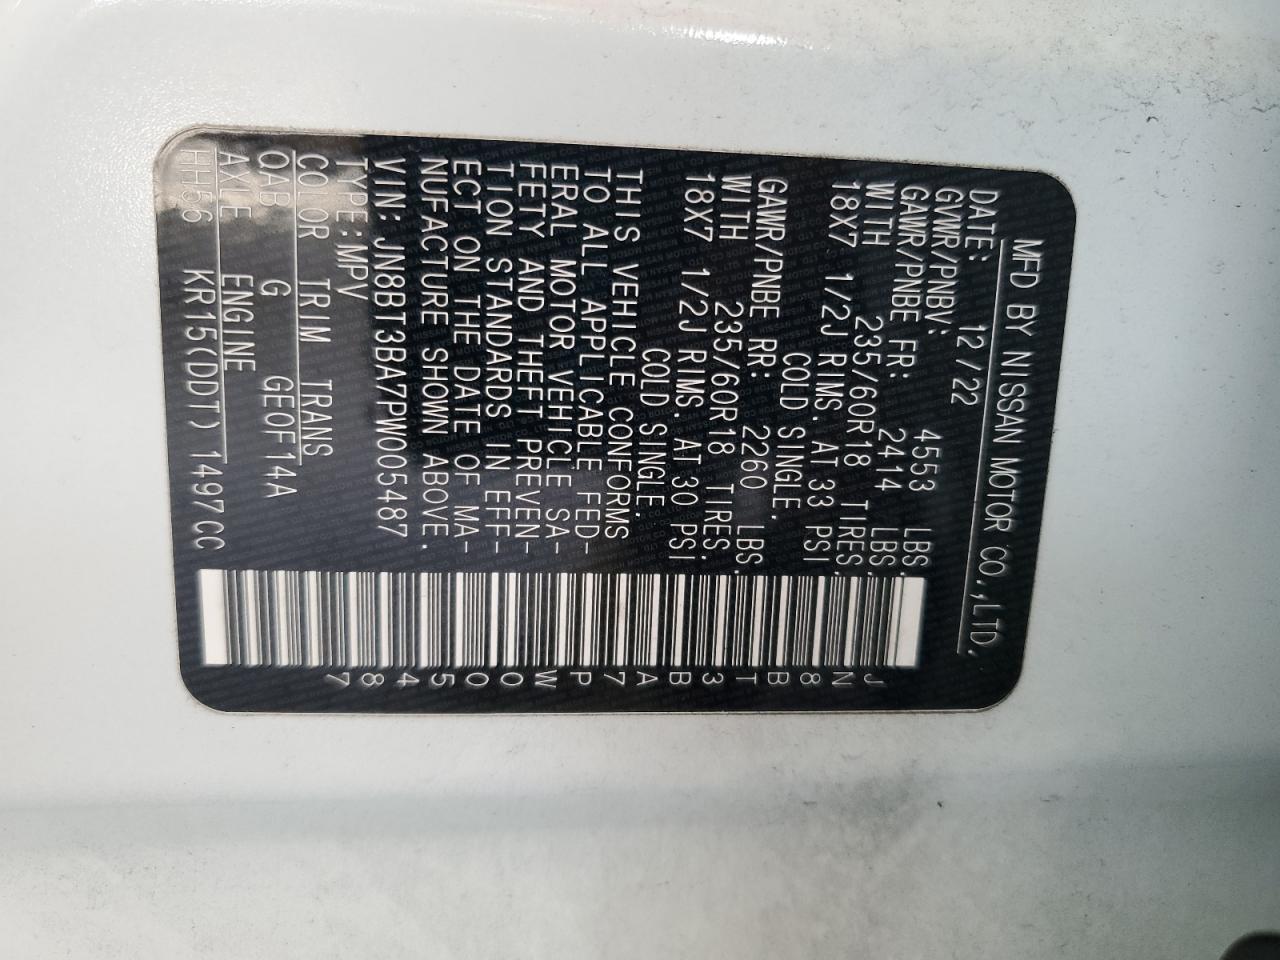 MFD BY NISSAN MOTOR CO.,LTD.
DATE: 12/22
GVWR/PNBV: 4553 LBS.
GAWR/PNBE FR: 2414 LBS.
WITH 235/60R18 TIRES.
18X7 1/2J RIMS. AT 33 PSI
COLD SINGLE.
GAWR/PNBE RR: 2260 LBS.
WITH 235/60R18 TIRES.
18X7 1/2J RIMS. AT 30 PSI
COLD SINGLE.
THIS VEHICLE CONFORMS
TO ALL APPLICABLE FED-
ERAL MOTOR VEHICLE SA-
FETY AND THEFT PREVEN-
TION STANDARDS IN EFF-
ECT ON THE DATE OF MA-
NUFACTURE SHOWN ABOVE.
VIN: JN8BT3BA7PW005487
TYPE:MPV
COLOR TRIM TRANS
QAB G GEOF14A
AXLE ENGINE
HH56 KR15(DDT)1497CC
JN8BT3BA7PW005487